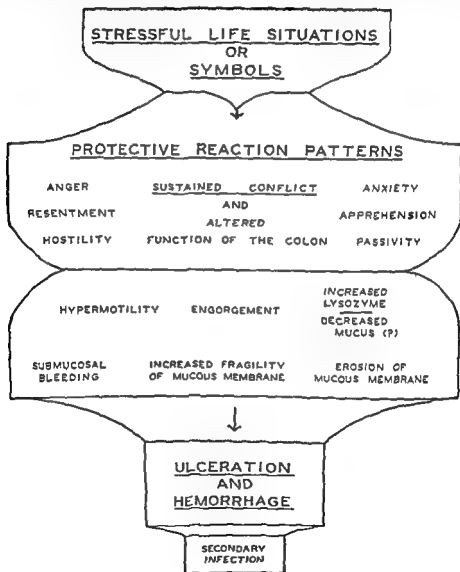 STRESSFUL LIFE SITUATIONS
OR
SYMBOLS
PROTECTIVE REACTION PATTERNS
ANGER
RESENTMENT
HOSTILITY
SUSTAINED CONFLICT
AND
ALTERED
FUNCTION OF THE COLON
ANXIETY
APPREHENSION
PASSIVITY
HYPERMOTILITY
ENGORGEMENT
INCREASED
LYSOZYME
DECREASED
MUCUS (?)
SUBMUCOSAL
BLEEDING
INCREASED FRAGILITY
OF MUCOUS MEMBRANE
EROSION OF
MUCOUS MEMBRANE
ULCERATION
AND
HEMORRHAGE
SECONDARY
INFECTION